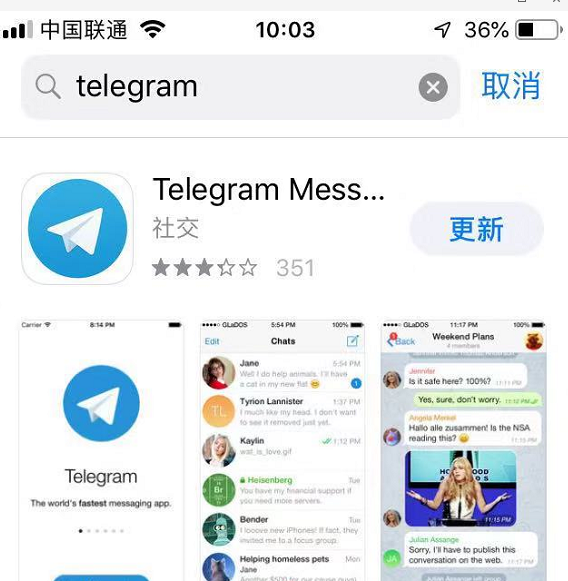 中国联通 10:03 36%
telegram 取消
Telegram Mess...
社交
更新
351
Carrier 8:14 PM
Telegram
The world's fastest messaging app.
GLaDOS 5:54 PM 100%
Edit Chats
Jane 5:54 PM
Well I do help animals. I'll have
a cat in my new flat 1
TL Tyrion Lannister 1:37 PM
I much like my head. I don't want
to see it removed just yet.
Kaylin 1:12 PM
wat_is_love.gif
Br Heisenberg Tue
You have my financial support if
you need more servers.
Bender Tue
I looove new iPhones! If fact, they
invited me to a focus group.
Helping homeless pets Mon
Jane
GLaDOS 11:17 PM 100%
1 Back Weekend Plans
4 members
Jennifer
Is it safe here? 100%? 11:11 PM
Yes, sure, don't worry. 11:12 PM
Angela Merkel
Hallo alle zusammen! Is the NSA
reading this? 11:15 PM
11:15 PM
JA Julian Assange
Sorry, I'll have to publish this
conversation on the web. 11:17 PM